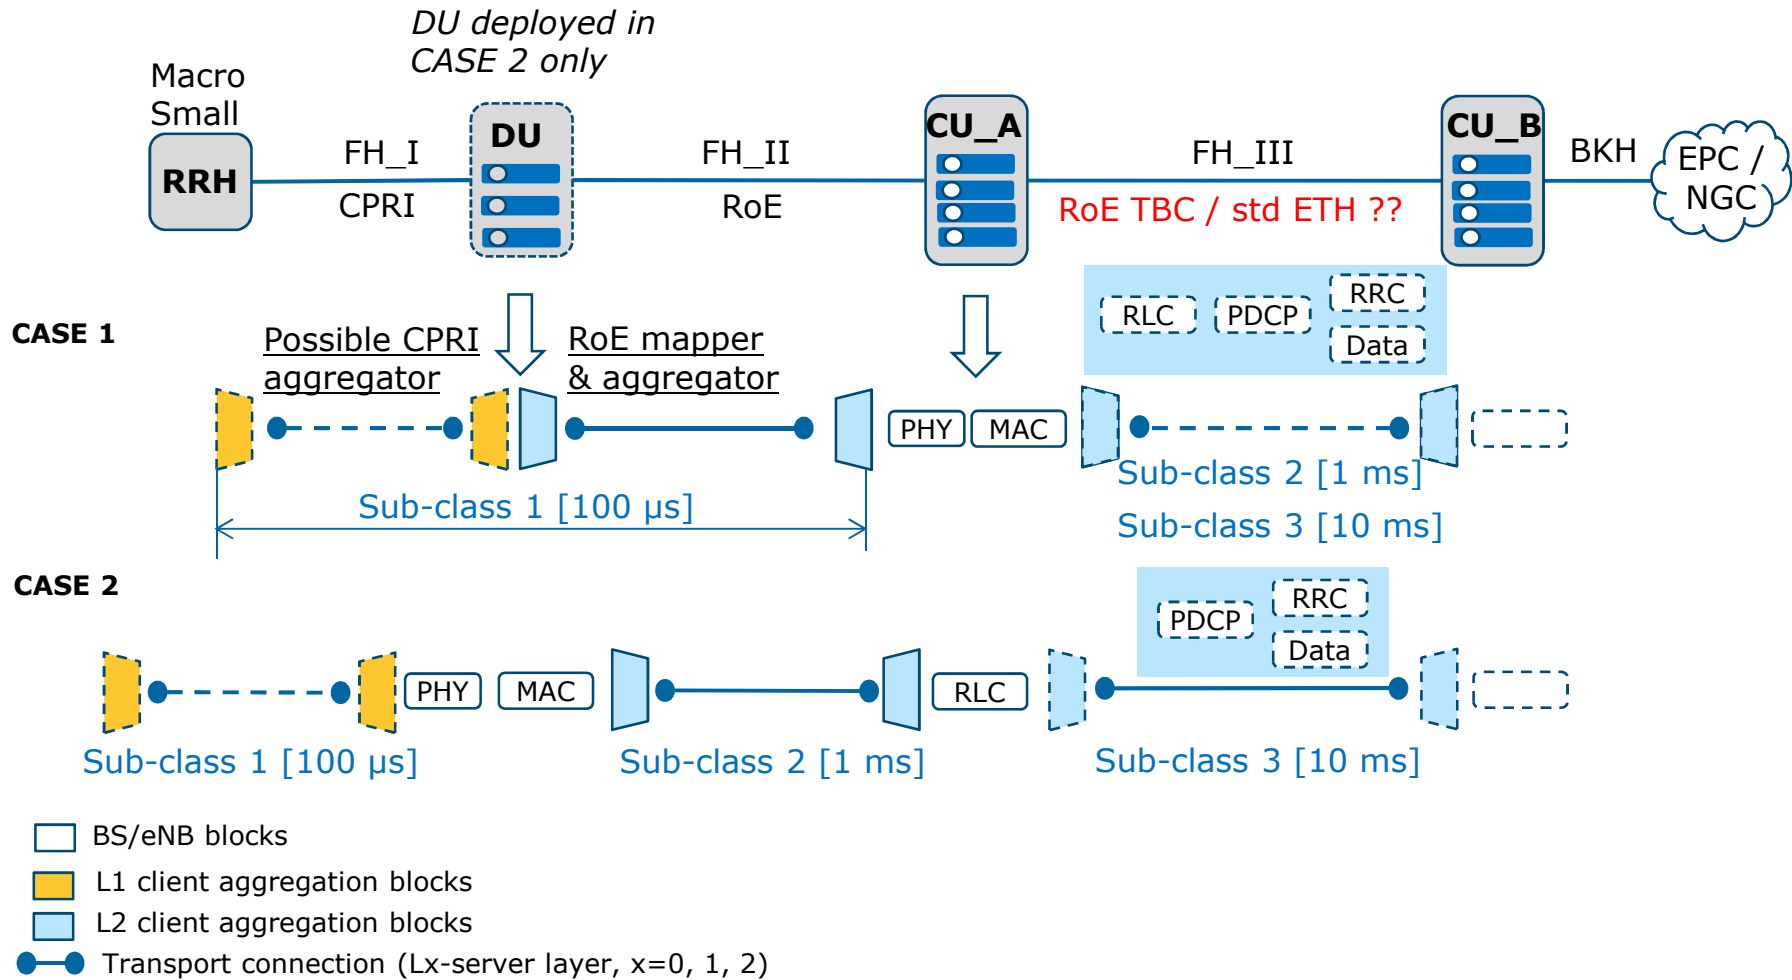 DU deployed in
CASE 2 only
Macro
Small
RRH
FH_I
CPRI
DU
FH_II
RoE
CU_A
FH_III
RoE TBC / std ETH ??
CU_B
BKH
EPC /
NGC
CASE 1
Possible CPRI
aggregator
RoE mapper
& aggregator
RLC
PDCP
RRC
Data
PHY
MAC
Sub-class 1 [100 µs]
Sub-class 2 [1 ms]
Sub-class 3 [10 ms]
CASE 2
PDCP
RRC
Data
PHY
MAC
RLC
Sub-class 1 [100 µs]
Sub-class 2 [1 ms]
Sub-class 3 [10 ms]
BS/eNB blocks
L1 client aggregation blocks
L2 client aggregation blocks
Transport connection (Lx-server layer, x=0, 1, 2)